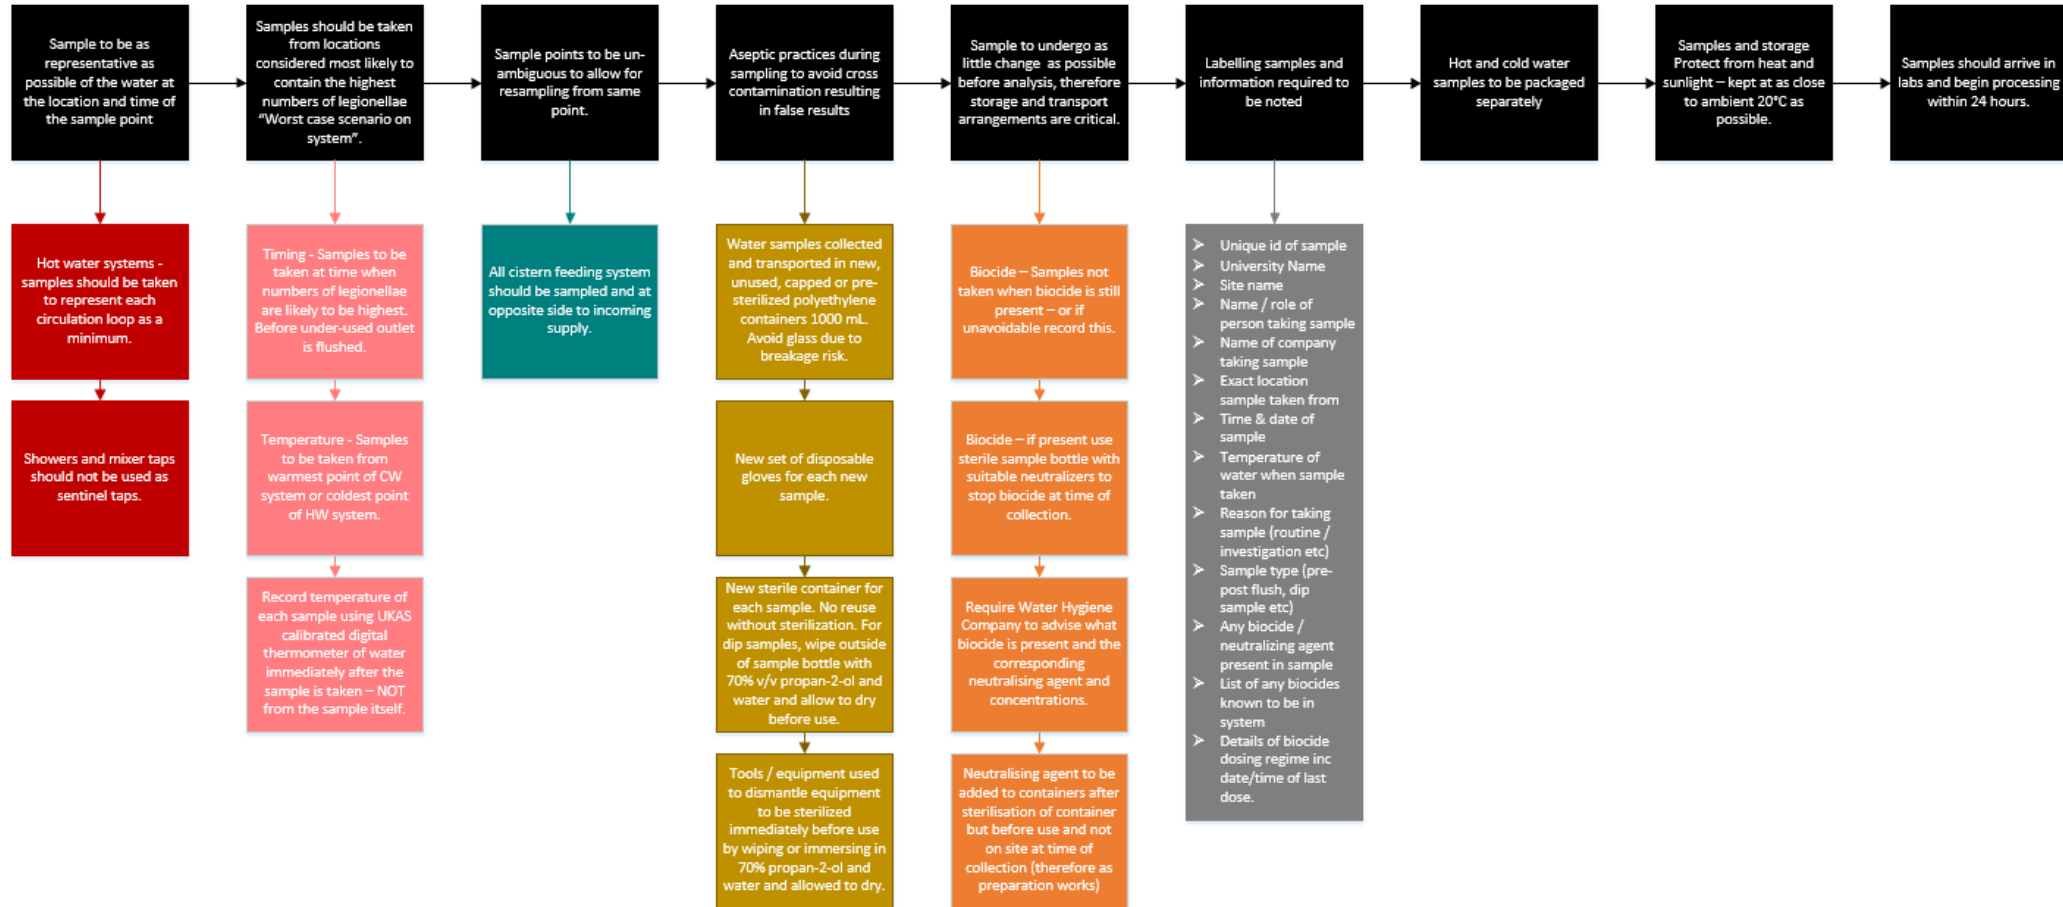 Sample to be as
representative as
possible of the water at
the location and time of
the sample point
Samples should be taken
from locations
considered most likely to
contain the highest
numbers of legionellae
“Worst case scenario on
system”.
Sample points to be un-
ambiguous to allow for
resampling from same
point.
Aseptic practices during
sampling to avoid cross
contamination resulting
in false results
Sample to undergo as
little change as possible
before analysis, therefore
storage and transport
arrangements are critical.
Labelling samples and
information required to
be noted
Hot and cold water
samples to be packaged
separately
Samples and storage
Protect from heat and
sunlight – kept at as close
to ambient 20°C as
possible.
Samples should arrive in
labs and begin processing
within 24 hours.
Hot water systems -
samples should be taken
to represent each
circulation loop as a
minimum.
Showers and mixer taps
should not be used as
sentinel taps.
Timing - Samples to be
taken at time when
numbers of legionellae
are likely to be highest.
Before under-used outlet
is flushed.
Temperature - Samples
to be taken from
warmest point of CW
system or coldest point
of HW system.
Record temperature of
each sample using UKAS
calibrated digital
thermometer of water
immediately after the
sample is taken – NOT
from the sample itself.
All cistern feeding system
should be sampled and at
opposite side to incoming
supply.
Water samples collected
and transported in new,
unused, capped or pre-
sterilized polyethylene
containers 1000 mL.
Avoid glass due to
breakage risk.
New set of disposable
gloves for each new
sample.
New sterile container for
each sample. No reuse
without sterilization. For
dip samples, wipe outside
of sample bottle with
70% v/v propan-2-ol and
water and allow to dry
before use.
Tools / equipment used
to dismantle equipment
to be sterilized
immediately before use
by wiping or immersing in
70% propan-2-ol and
water and allowed to dry.
Biocide – Samples not
taken when biocide is still
present – or if
unavoidable record this.
Biocide – if present use
sterile sample bottle with
suitable neutralizers to
stop biocide at time of
collection.
Require Water Hygiene
Company to advise what
biocide is present and the
corresponding
neutralising agent and
concentrations.
Neutralising agent to be
added to containers after
sterilisation of container
but before use and not
on site at time of
collection (therefore as
preparation works)
➢ Unique id of sample
➢ University Name
➢ Site name
➢ Name / role of
person taking sample
➢ Name of company
taking sample
➢ Exact location
sample taken from
➢ Time & date of
sample
➢ Temperature of
water when sample
taken
➢ Reason for taking
sample (routine /
investigation etc)
➢ Sample type (pre-
post flush, dip
sample etc)
➢ Any biocide /
neutralizing agent
present in sample
➢ List of any biocides
known to be in
system
➢ Details of biocide
dosing regime inc
date/time of last
dose.